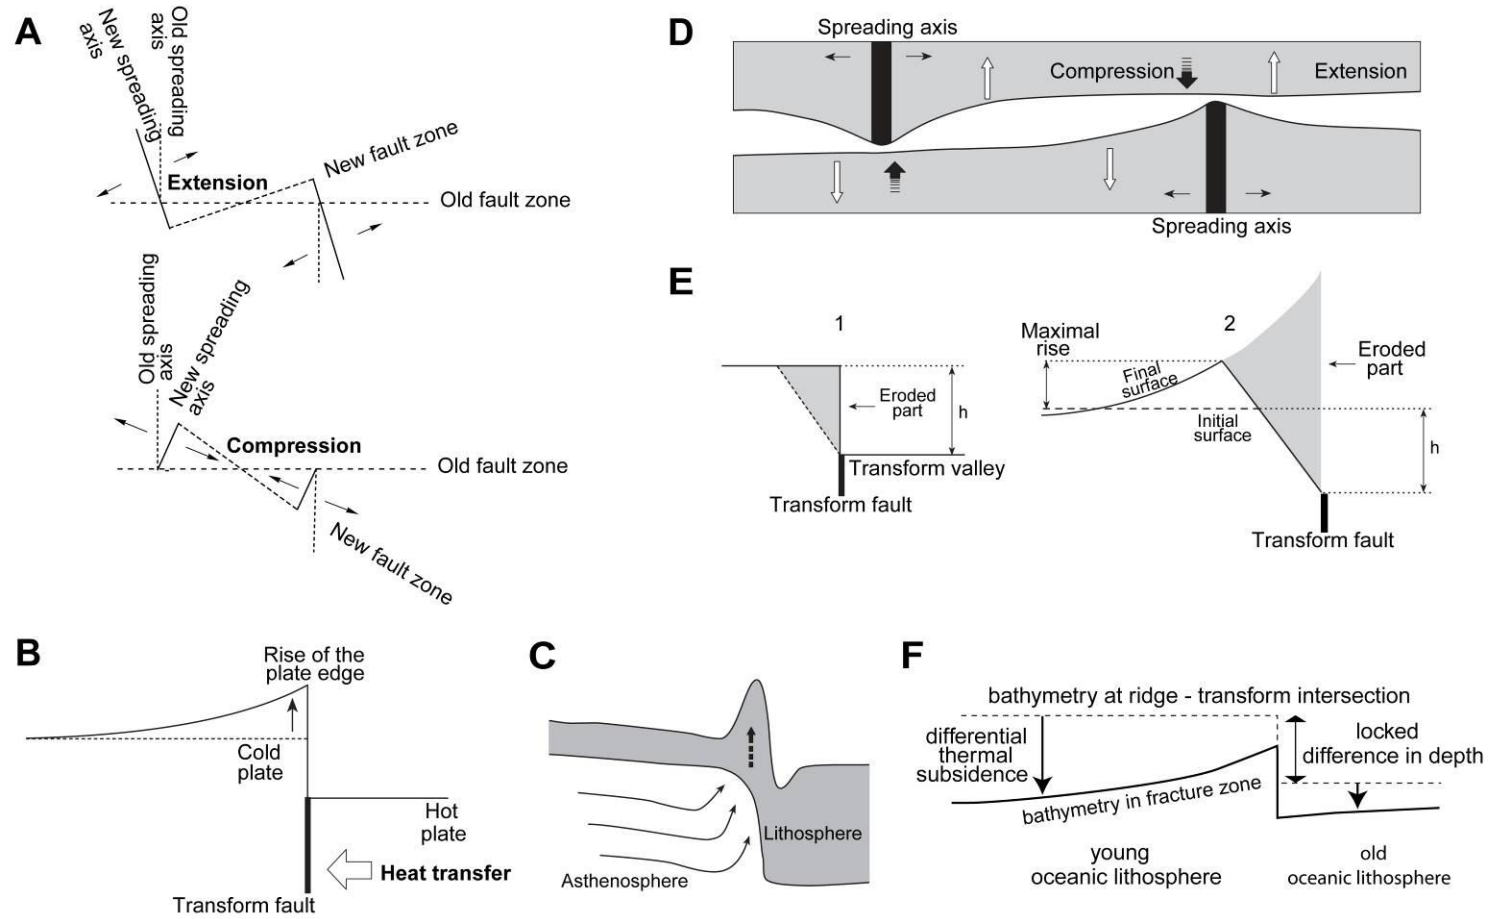 A
Old spreading
axis
New spreading
axis
Extension
New fault zone
Old fault zone
Old spreading
axis
New spreading
axis
Compression
Old fault zone
New fault zone
B
Rise of the
plate edge
Cold
plate
Hot
plate
Heat transfer
Transform fault
C
Lithosphere
Asthenosphere
D
Spreading axis
Compression
Extension
Spreading axis
E
1
Eroded
part
h
Transform valley
Transform fault
2
Maximal
rise
Final
surface
Initial
surface
Eroded
part
h
Transform fault
F
bathymetry at ridge - transform intersection
differential
thermal
subsidence
locked
difference in depth
bathymetry in fracture zone
young
oceanic lithosphere
old
oceanic lithosphere